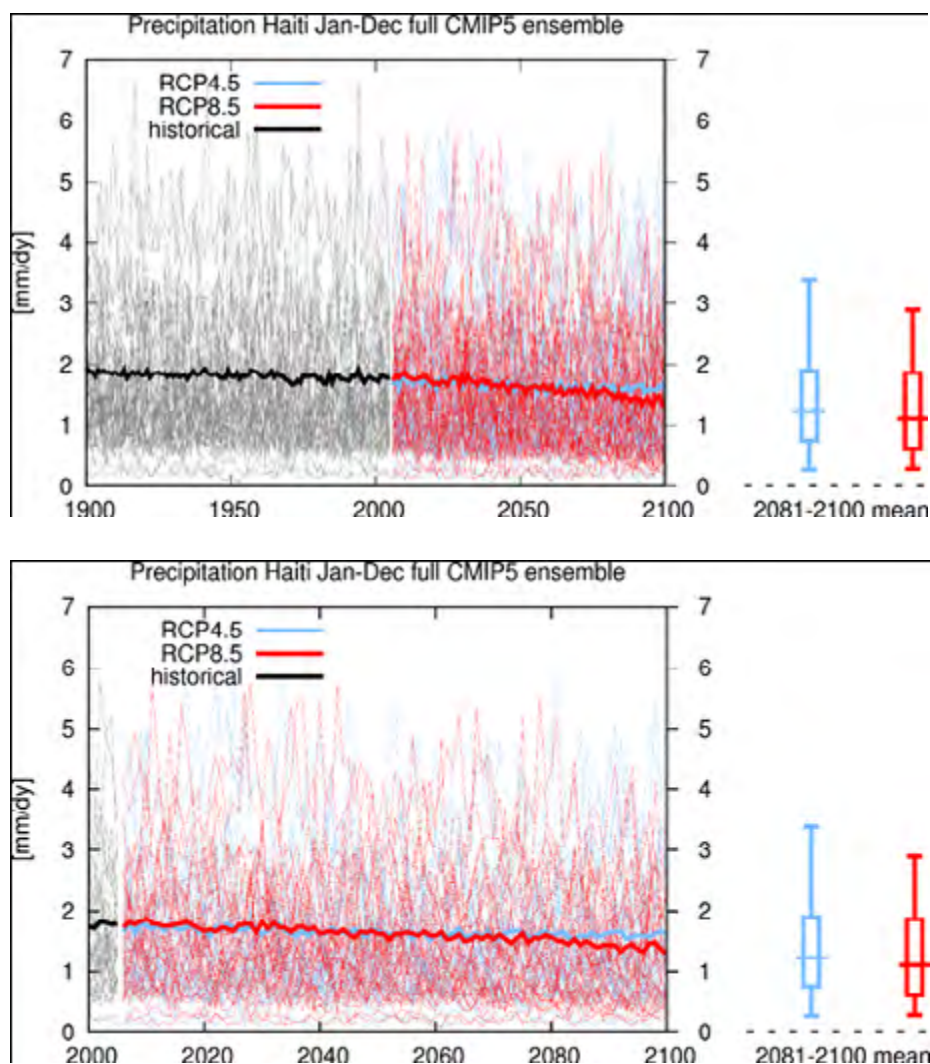 Precipitation Haiti Jan-Dec full CMIP5 ensemble
7 7
RCP4.5
RCP8.5
historical
6 6
5 5
4 4
[mm/dy]
3 3
2 2
1 1
0 0
1900 1950 2000 2050 2100 2081-2100 mean
Precipitation Haiti Jan-Dec full CMIP5 ensemble
7 7
RCP4.5
RCP8.5
historical
6 6
5 5
4 4
[mm/dy]
3 3
2 2
1 1
0 0
2000 2020 2040 2060 2080 2100 2081-2100 mean